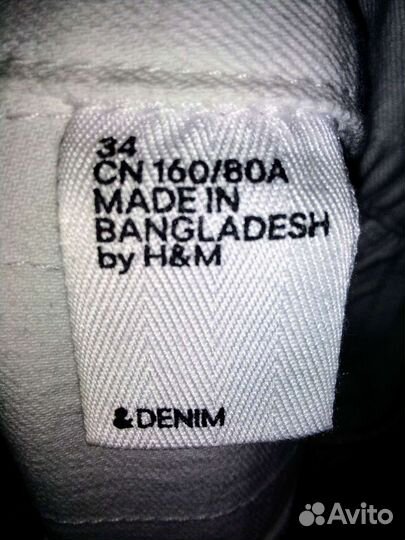 34
CN 160/80A
MADE IN
BANGLADESH
by H&M
&DENIM
Avito